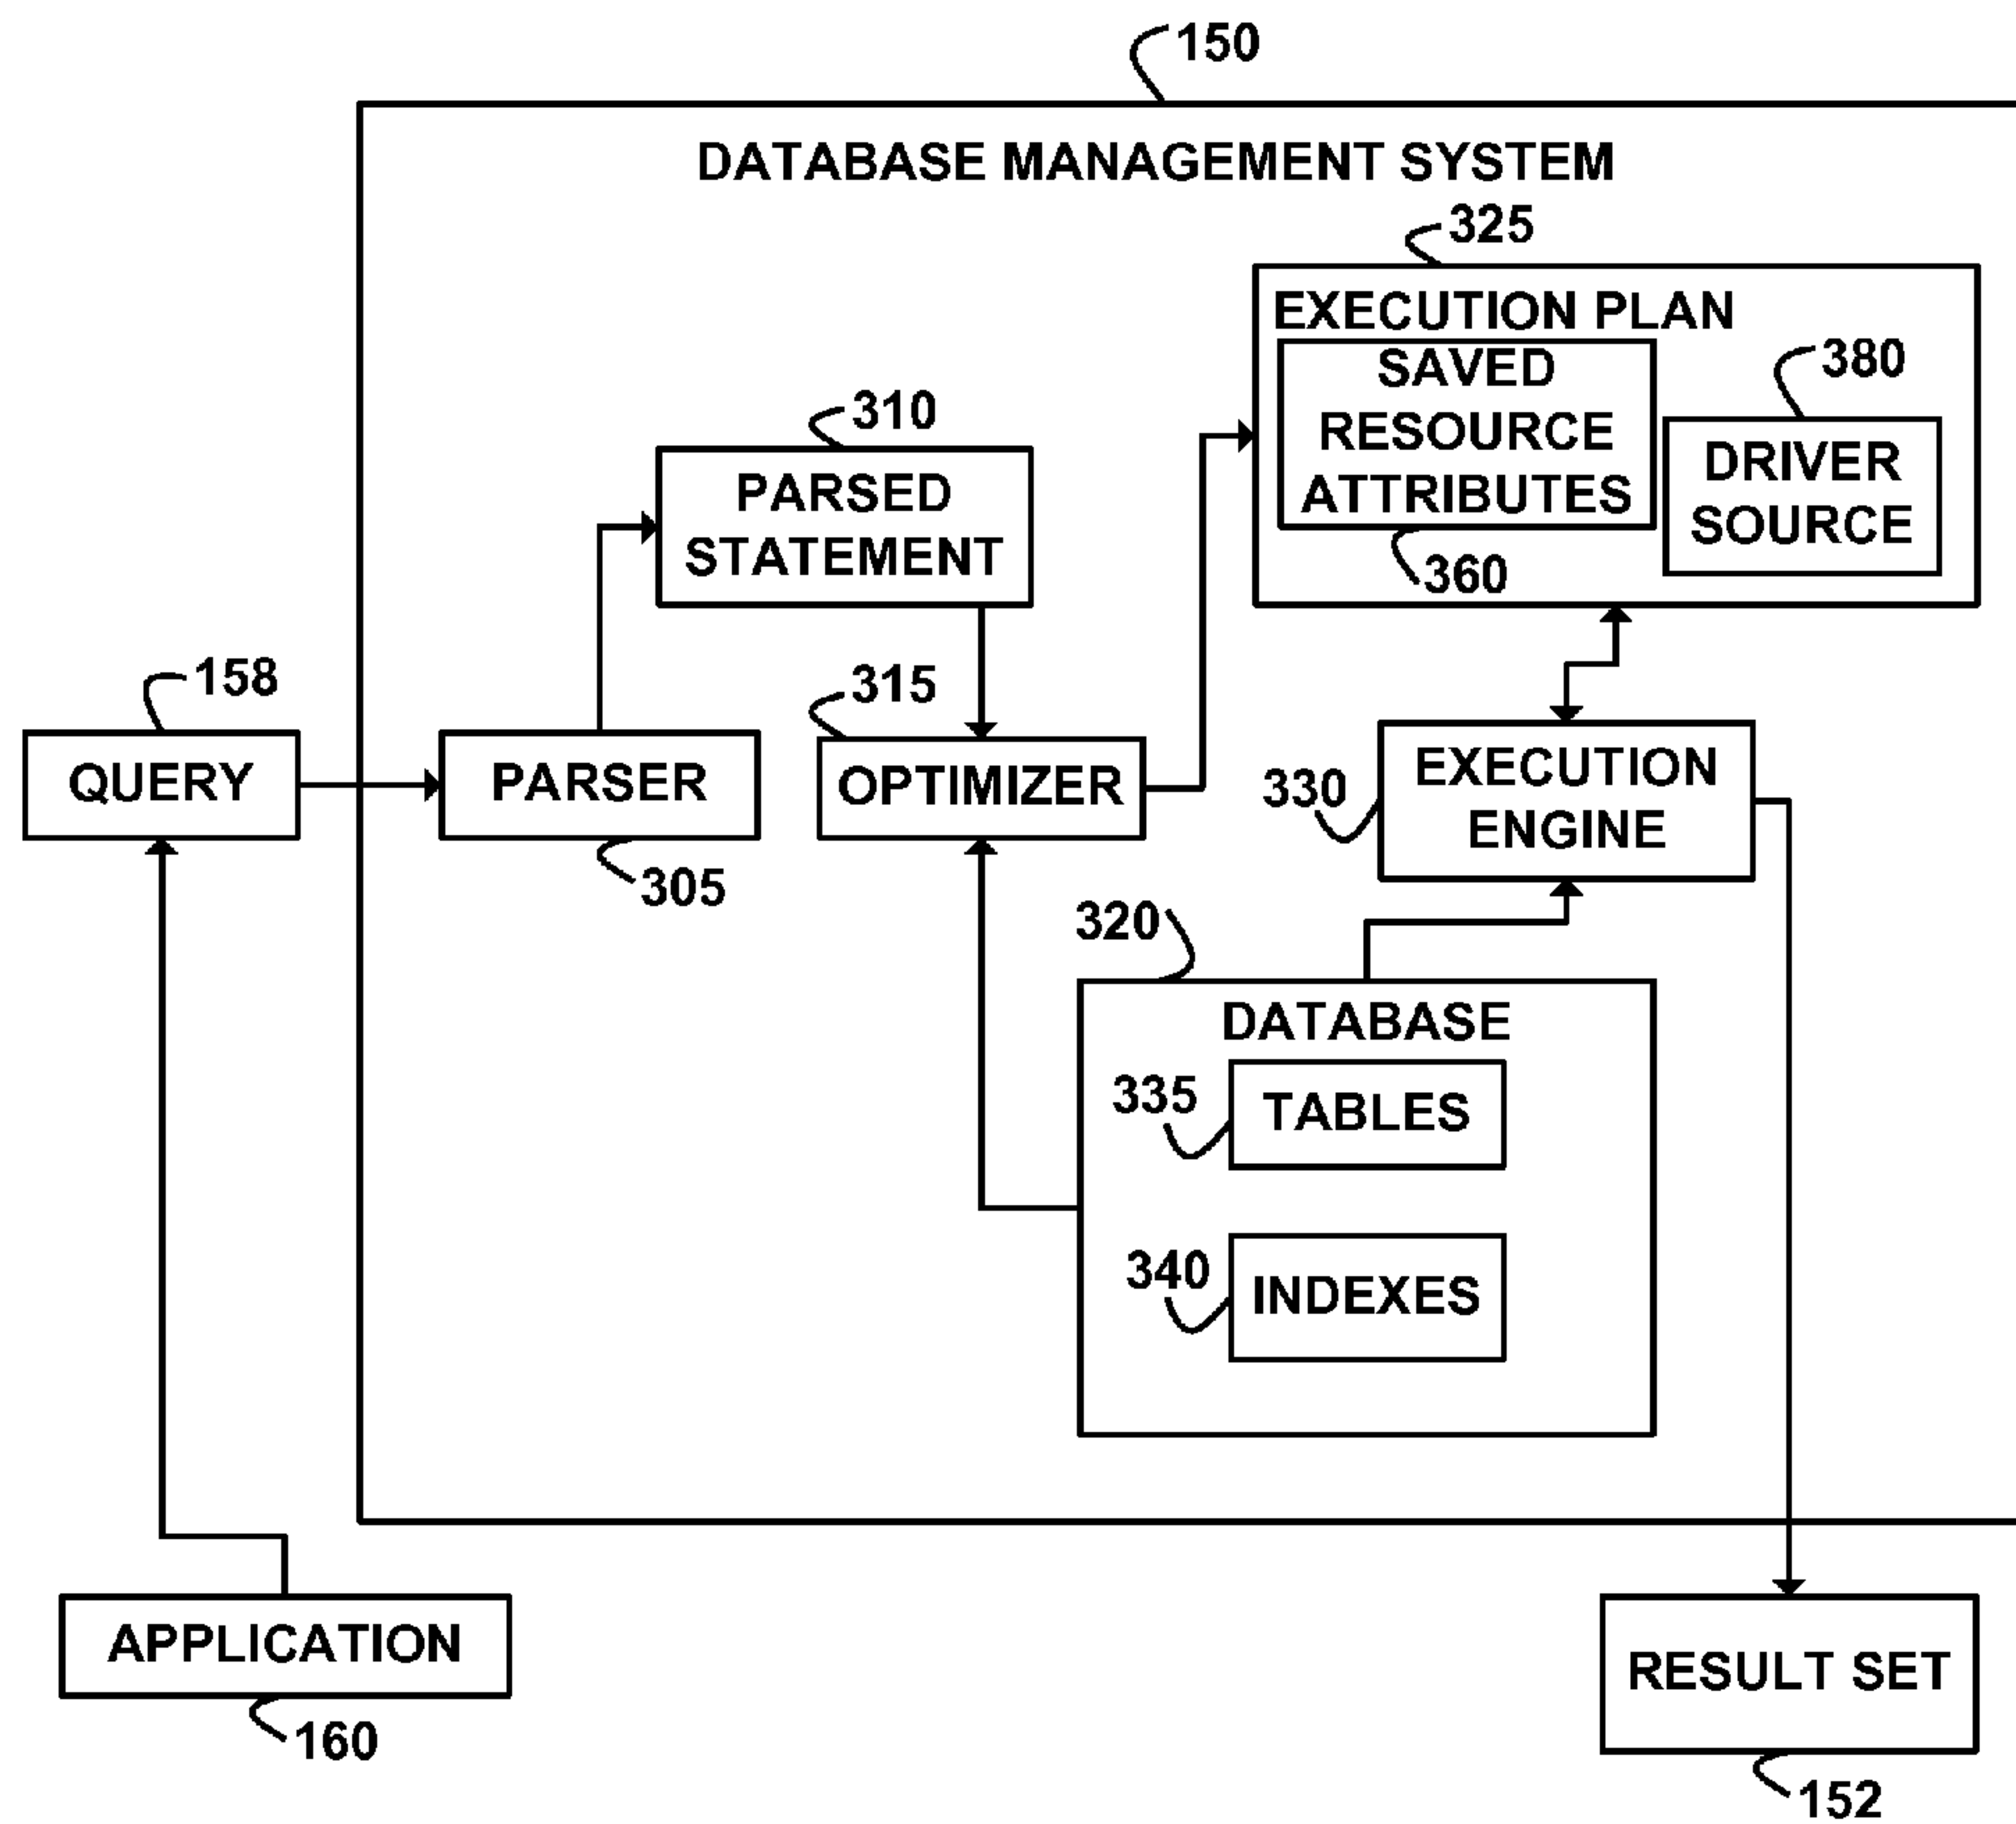 150
DATABASE MANAGEMENT SYSTEM
325
EXECUTION PLAN
SAVED
RESOURCE
ATTRIBUTES
360
380
DRIVER
SOURCE
310
PARSED
STATEMENT
158
QUERY
PARSER
305
315
OPTIMIZER
330
EXECUTION
ENGINE
320
DATABASE
335
TABLES
340
INDEXES
APPLICATION
160
RESULT SET
152